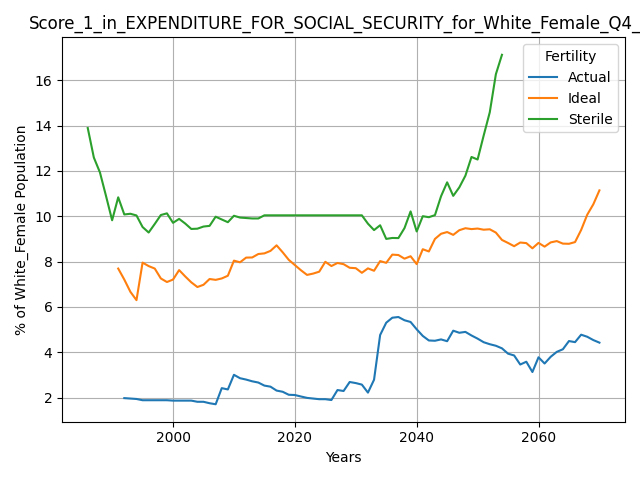 Score_1_in_EXPENDITURE_FOR_SOCIAL_SECURITY_for_White_Female_Q4_
Fertility
Actual
Ideal
Sterile
% of White_Female Population
16
14
12
10
8
6
4
2
2000 2020 2040 2060
Years